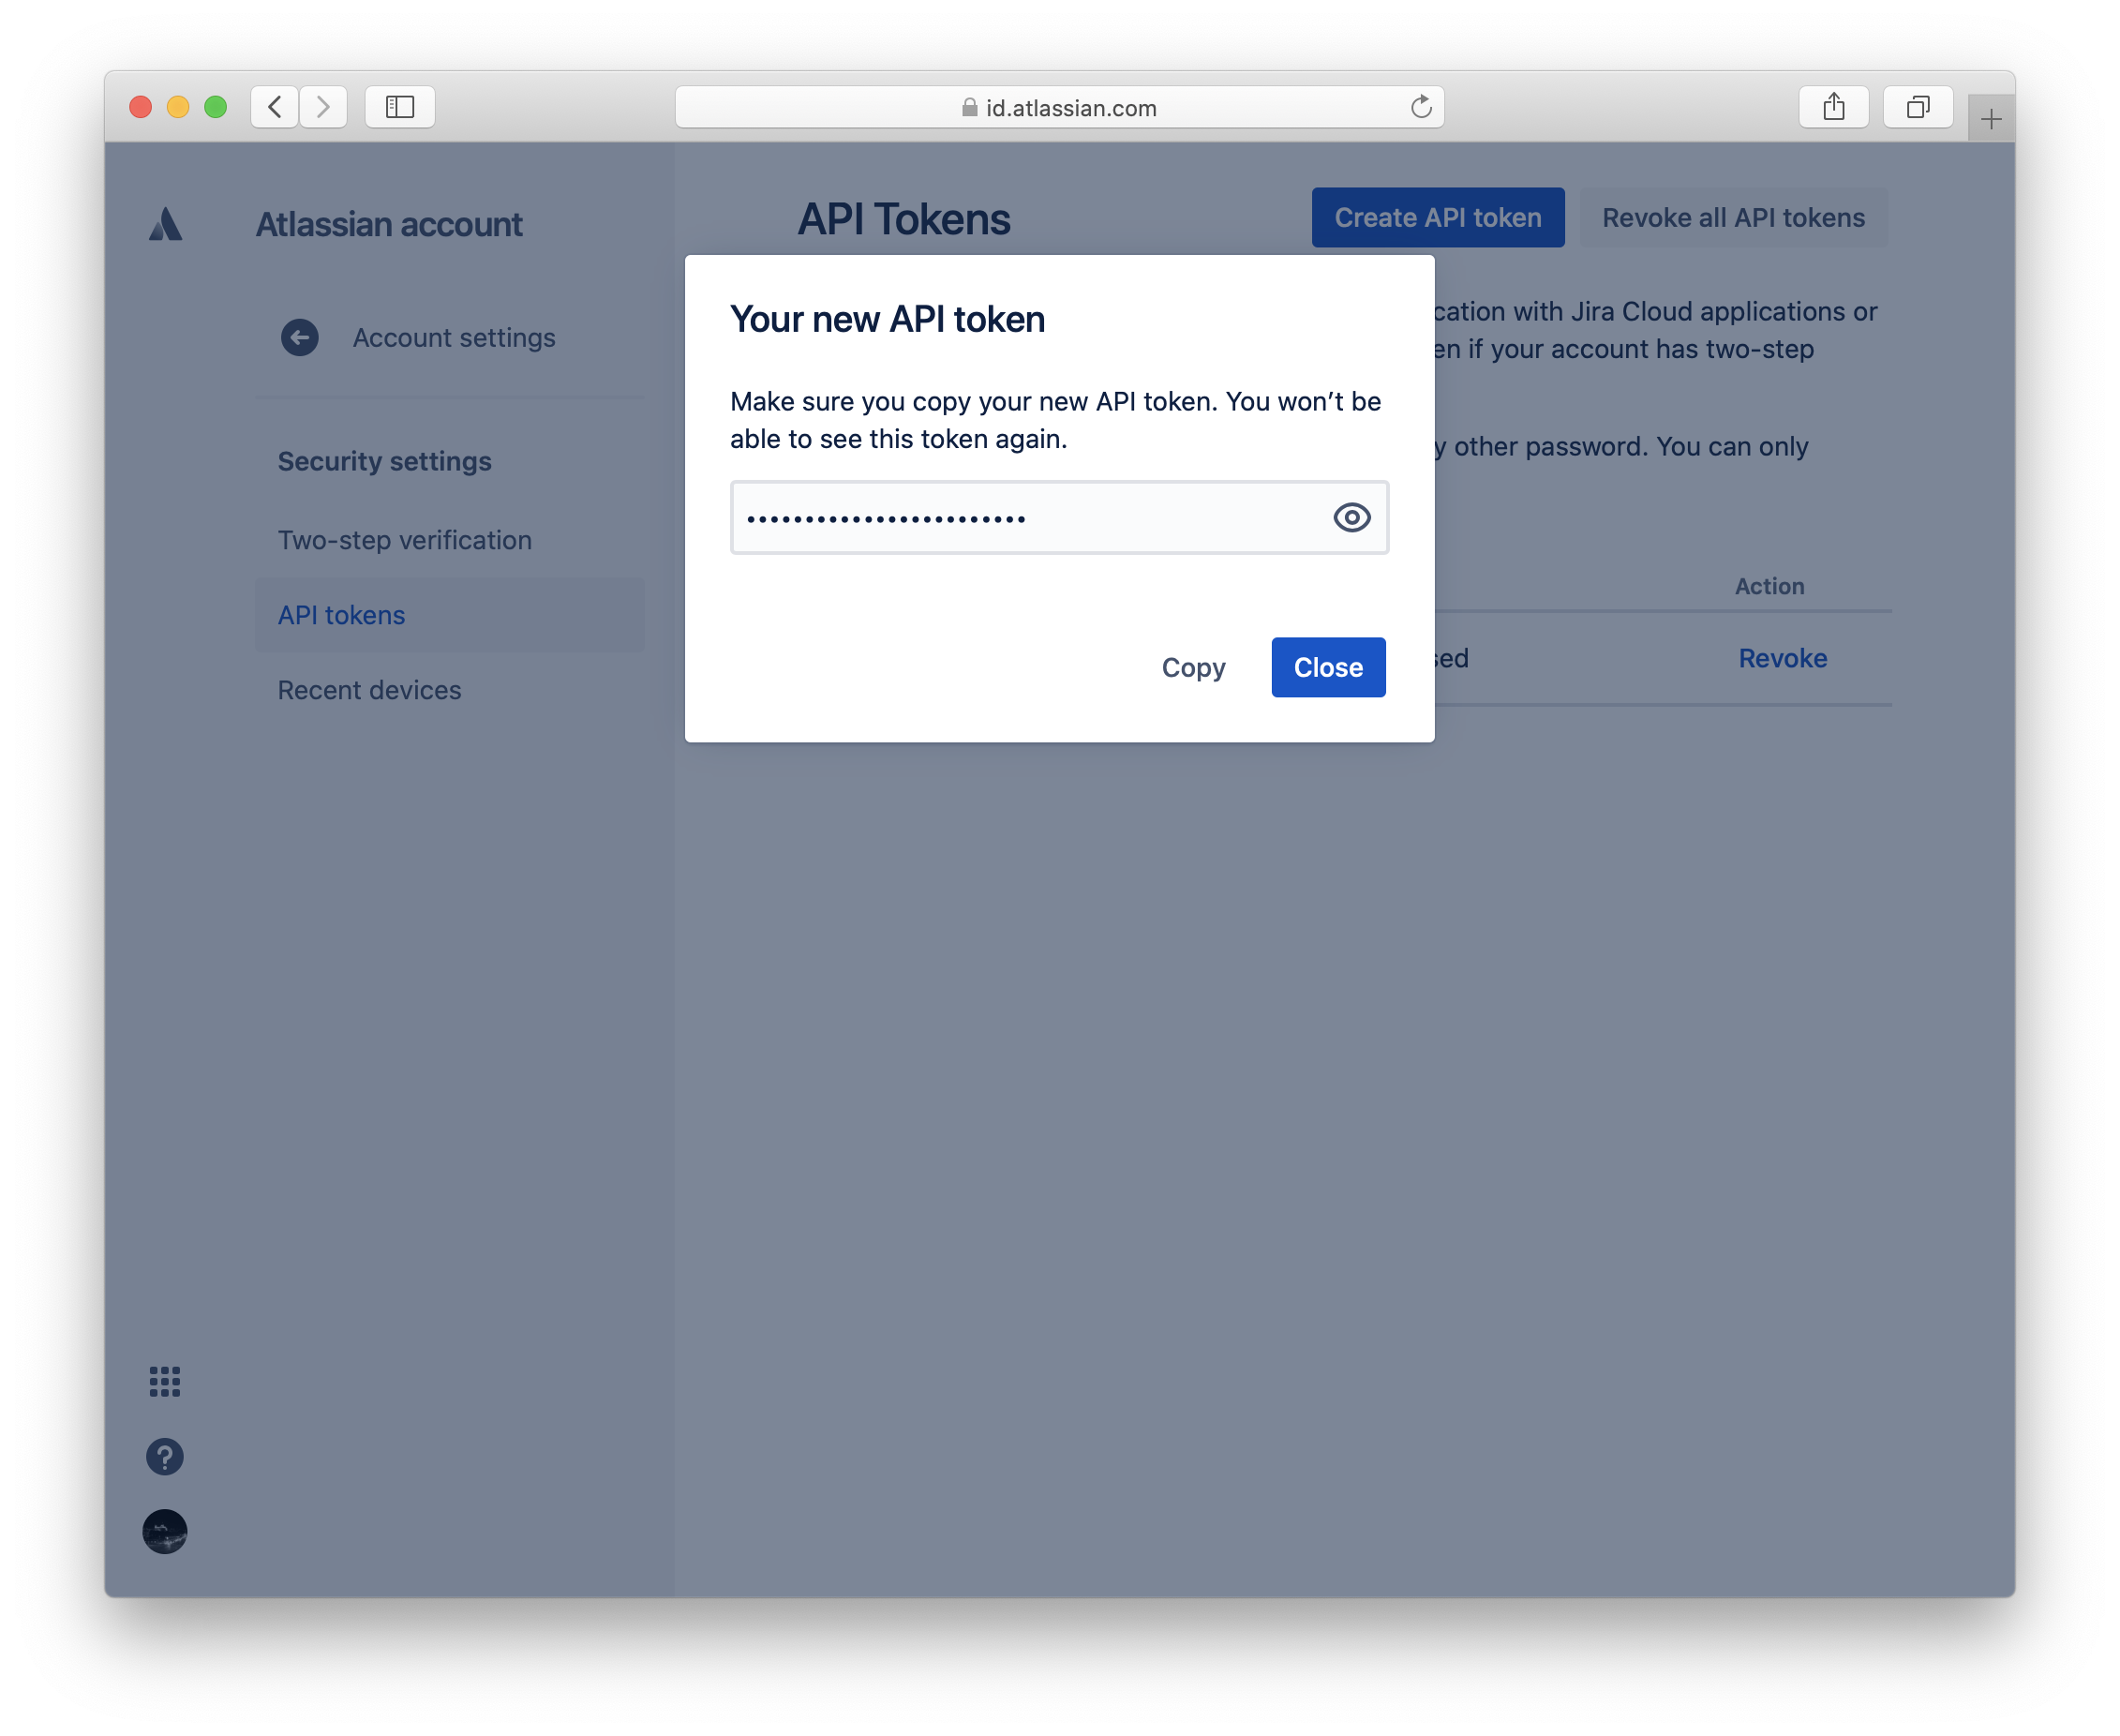 id.atlassian.com
Atlassian account
Account settings
Security settings
Two-step verification
API tokens
Recent devices
API Tokens
Create API token
Revoke all API tokens
cation with Jira Cloud applications or
en if your account has two-step
y other password. You can only
Action
sed
Revoke
Your new API token
Make sure you copy your new API token. You won’t be
able to see this token again.
••••••••••••••••••••••••
Copy
Close